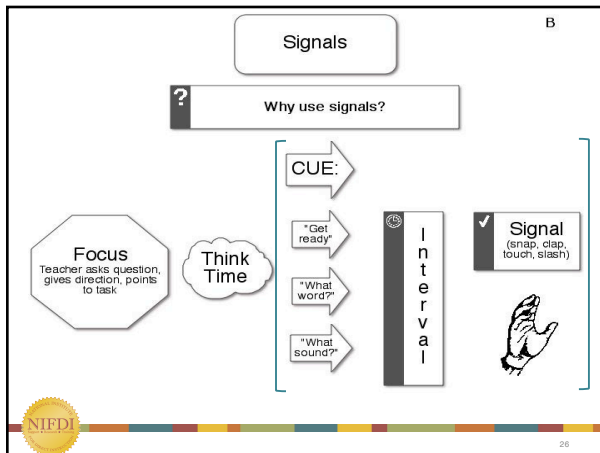 B
Signals
?
Why use signals?
Focus
Teacher asks question,
gives direction, points
to task
Think
Time
CUE:
"Get
ready"
"What
word?"
"What
sound?"
I
n
t
e
r
v
a
l
Signal
(snap, clap,
touch, slash)
NIFDI
26